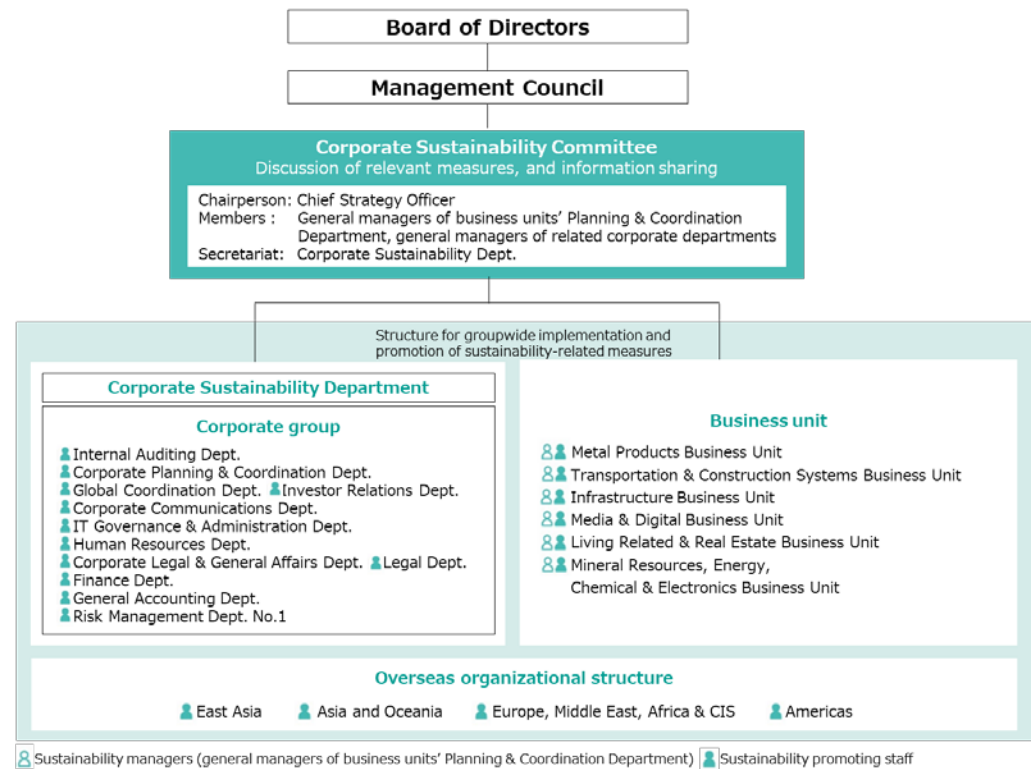 Board of Directors
Management Council
Corporate Sustainability Committee
Discussion of relevant measures, and information sharing
Chairperson: Chief Strategy Officer
Members : General managers of business units' Planning & Coordination
Department, general managers of related corporate departments
Secretariat: Corporate Sustainability Dept.
Structure for groupwide implementation and
promotion of sustainability-related measures
Corporate Sustainability Department
Corporate group
Internal Auditing Dept.
Corporate Planning & Coordination Dept.
Global Coordination Dept. Investor Relations Dept.
Corporate Communications Dept.
IT Governance & Administration Dept.
Human Resources Dept.
Corporate Legal & General Affairs Dept. Legal Dept.
Finance Dept.
General Accounting Dept.
Risk Management Dept. No.1
Business unit
Metal Products Business Unit
Transportation & Construction Systems Business Unit
Infrastructure Business Unit
Media & Digital Business Unit
Living Related & Real Estate Business Unit
Mineral Resources, Energy,
Chemical & Electronics Business Unit
Overseas organizational structure
East Asia Asia and Oceania Europe, Middle East, Africa & CIS Americas
Sustainability managers (general managers of business units' Planning & Coordination Department) Sustainability promoting staff